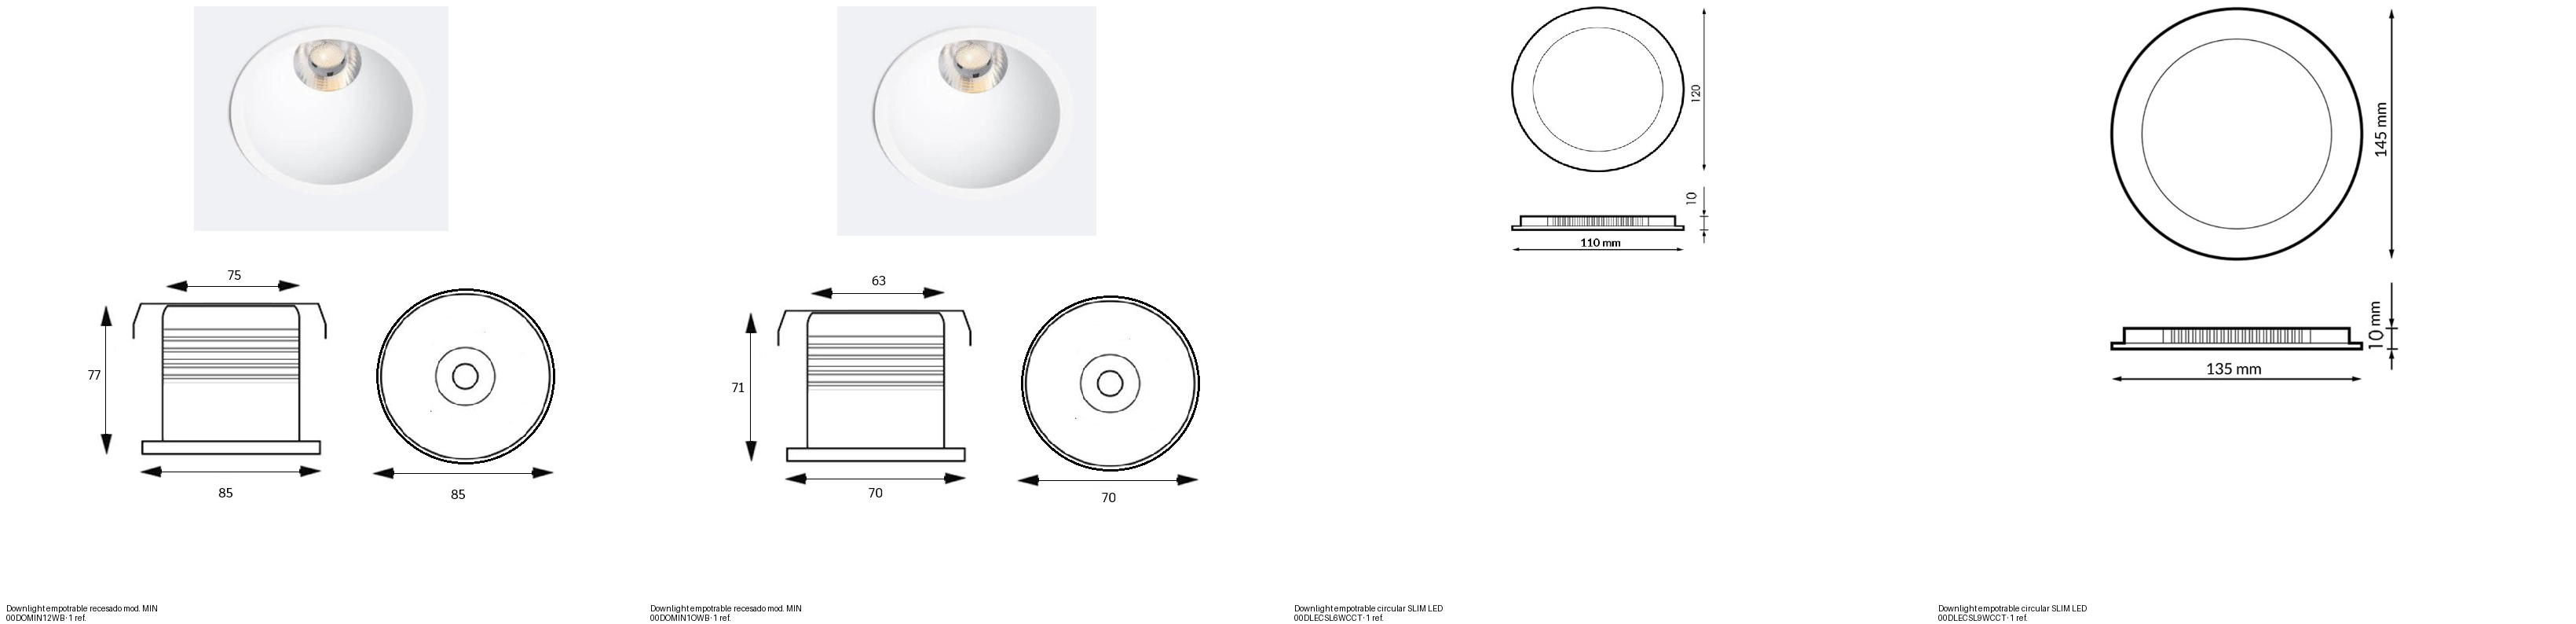 75
77
85
85
Downlight empotrable recesado mod. MIN
00DOMIN12WB · 1 ref.
63
71
70
70
Downlight empotrable recesado mod. MIN
00DOMIN1OWB · 1 ref.
120
10
110 mm
Downlight empotrable circular SLIM LED
00DLECSL6WCCT · 1 ref.
145 mm
10 mm
135 mm
Downlight empotrable circular SLIM LED
00DLECSL9WCCT · 1 ref.